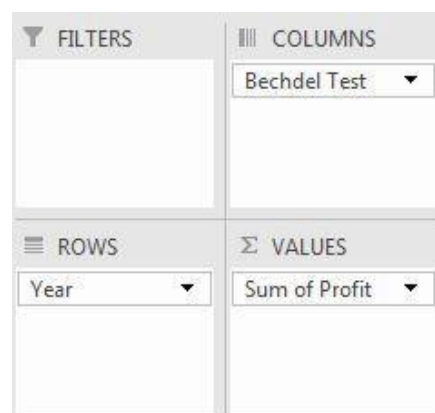 FILTERS
COLUMNS
Bechdel Test
ROWS
Σ VALUES
Year
Sum of Profit